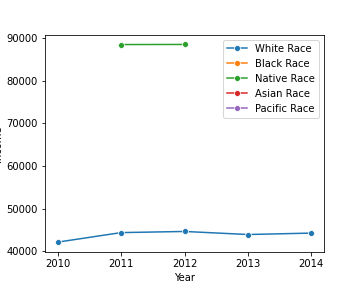 90000
80000
70000
60000
50000
40000
2010
2011
2012
2013
2014
Year
White Race
Black Race
Native Race
Asian Race
Pacific Race